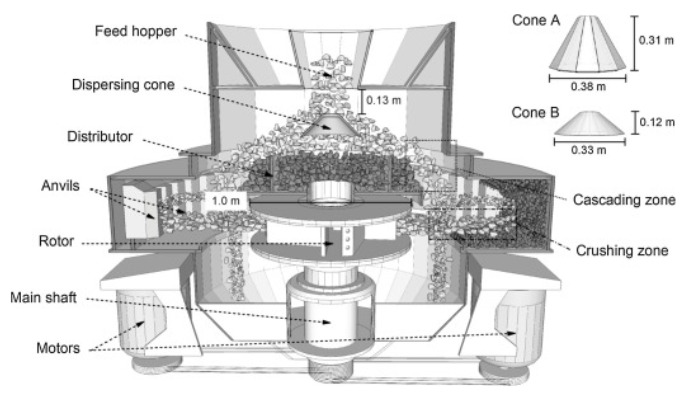 Feed hopper
Dispersing cone
Distributor
Anvils
Rotor
Main shaft
Motors
0.13 m
1.0 m
Cascading zone
Crushing zone
Cone A
0.31 m
0.38 m
Cone B
0.12 m
0.33 m